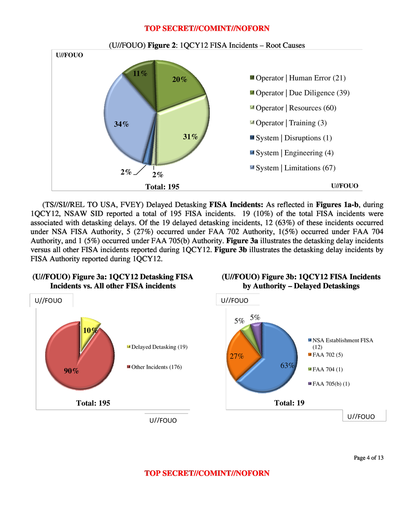 TOP SECRET//COMINT//NOFORN
(U//FOUO) Figure 2: 1QCY12 FISA Incidents – Root Causes
U//FOUO
11%
20%
31%
34%
2%
2%
Operator | Human Error (21)
Operator | Due Diligence (39)
Operator | Resources (60)
Operator | Training (3)
System | Disruptions (1)
System | Engineering (4)
System | Limitations (67)
Total: 195
U//FOUO
(TS//SI//REL TO USA, FVEY) Delayed Detasking FISA Incidents: As reflected in Figures 1a-b, during
1QCY12, NSAW SID reported a total of 195 FISA incidents. 19 (10%) of the total FISA incidents were
associated with detasking delays. Of the 19 delayed detasking incidents, 12 (63%) of these incidents occurred
under NSA FISA Authority, 5 (27%) occurred under FAA 702 Authority, 1(5%) occurred under FAA 704
Authority, and 1 (5%) occurred under FAA 705(b) Authority. Figure 3a illustrates the detasking delay incidents
versus all other FISA incidents reported during 1QCY12. Figure 3b illustrates the detasking delay incidents by
FISA Authority reported during 1QCY12.
(U//FOUO) Figure 3a: 1QCY12 Detasking FISA
Incidents vs. All other FISA incidents
U//FOUO
10%
90%
Delayed Detasking (19)
Other Incidents (176)
Total: 195
U//FOUO
(U//FOUO) Figure 3b: 1QCY12 FISA Incidents
by Authority – Delayed Detaskings
U//FOUO
5%
5%
27%
63%
NSA Establishment FISA
(12)
FAA 702 (5)
FAA 704 (1)
FAA 705(b) (1)
Total: 19
U//FOUO
Page 4 of 13
TOP SECRET//COMINT//NOFORN